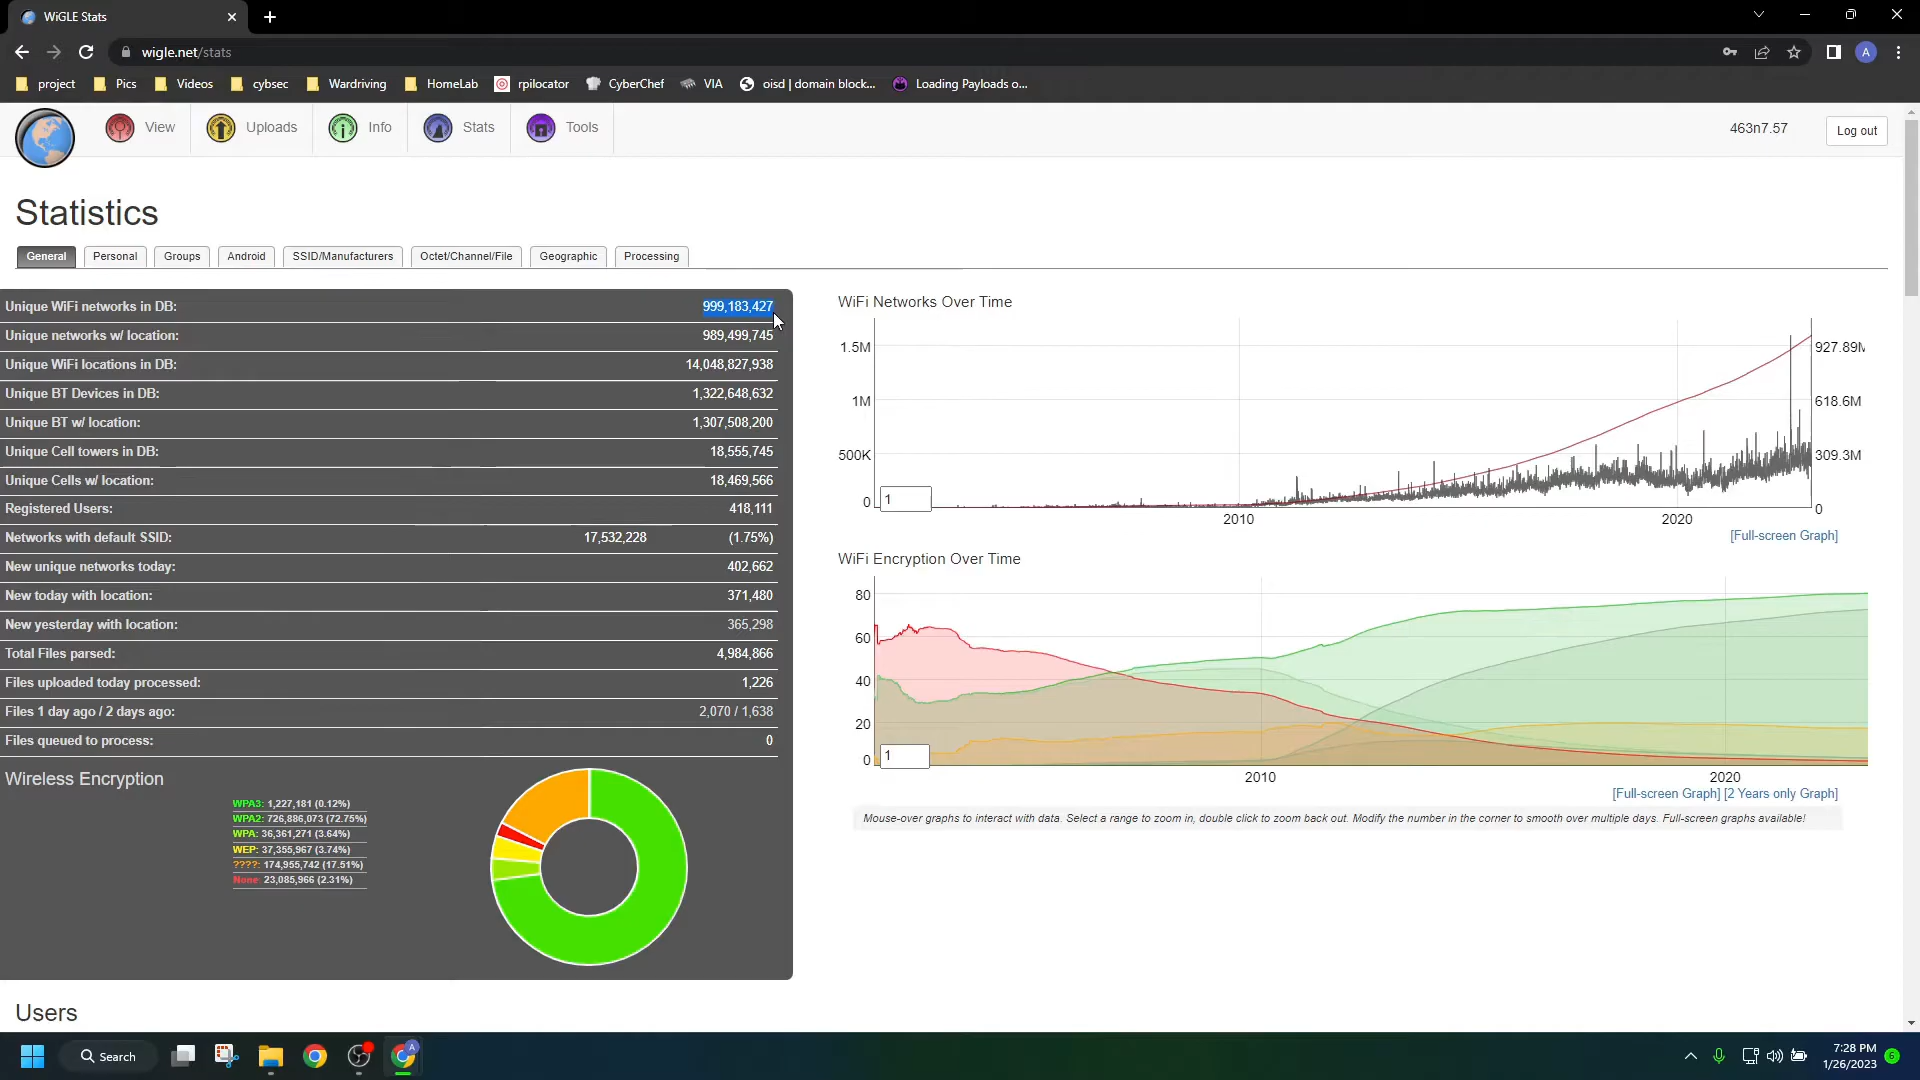 WiGLE Stats
wigle.net/stats
A
project
Pics
Videos
cybsec
Wardriving
HomeLab
rpilocator
CyberChef
VIA
oisd | domain block...
Loading Payloads o...
View
Uploads
Info
Stats
Tools
463n7.57
Log out
Statistics
General
Personal
Groups
Android
SSID/Manufacturers
Octet/Channel/File
Geographic
Processing
Unique WiFi networks in DB: 999,183,427
Unique networks w/ location: 989,499,745
Unique WiFi locations in DB: 14,048,827,938
Unique BT Devices in DB: 1,322,648,632
Unique BT w/ location: 1,307,508,200
Unique Cell towers in DB: 18,555,745
Unique Cells w/ location: 18,469,566
Registered Users: 418,111
Networks with default SSID: 17,532,228 (1.75%)
New unique networks today: 402,662
New today with location: 371,480
New yesterday with location: 365,298
Total Files parsed: 4,984,866
Files uploaded today processed: 1,226
Files 1 day ago / 2 days ago: 2,070 / 1,638
Files queued to process: 0
Wireless Encryption
WPA3: 1,227,181 (0.12%)
WPA2: 726,886,073 (72.75%)
WPA: 36,361,271 (3.64%)
WEP: 37,355,967 (3.74%)
????: 174,955,742 (17.51%)
None: 23,085,966 (2.31%)
WiFi Networks Over Time
1.5M
1M
500K
0
1
927.89M
618.6M
309.3M
0
2010
2020
[Full-screen Graph]
WiFi Encryption Over Time
80
60
40
20
0
1
2010
2020
[Full-screen Graph] [2 Years only Graph]
Mouse-over graphs to interact with data. Select a range to zoom in, double click to zoom back out. Modify the number in the corner to smooth over multiple days. Full-screen graphs available!
Users
Search
A
7:28 PM
1/26/2023
6